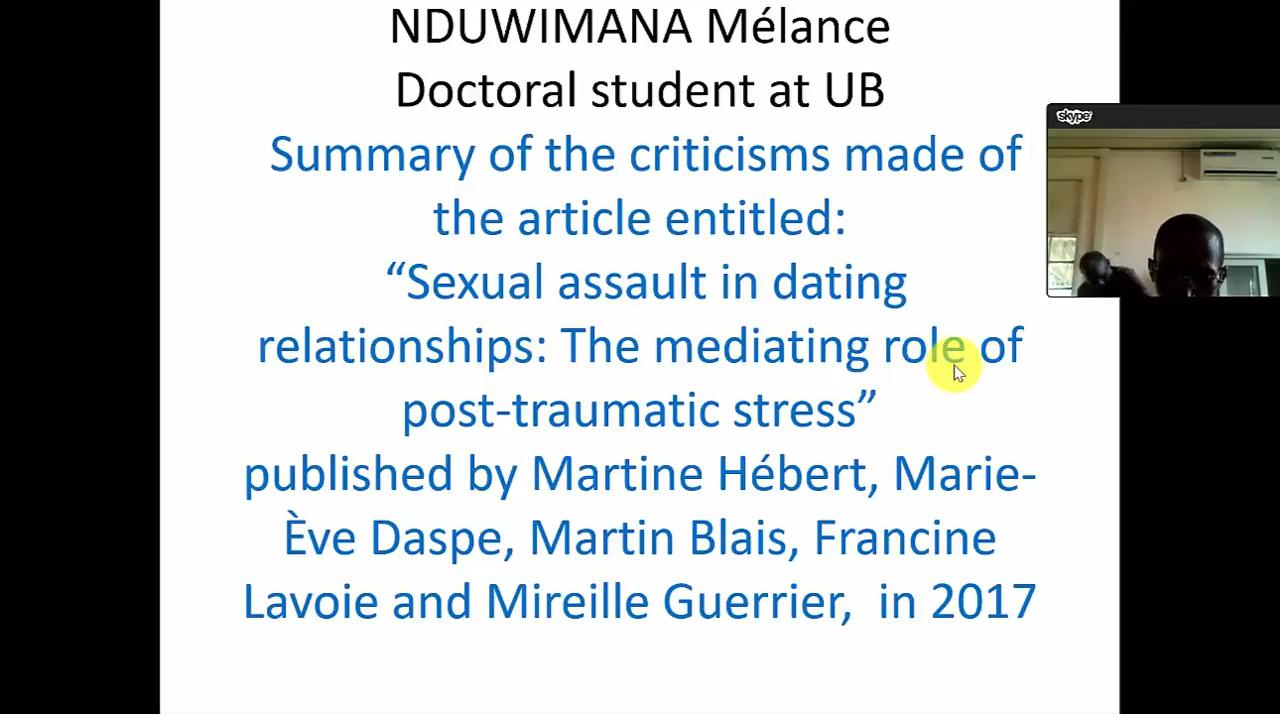 NDUWIMANA Mélance
Doctoral student at UB
Summary of the criticisms made of
the article entitled:
“Sexual assault in dating
relationships: The mediating role of
post-traumatic stress”
published by Martine Hébert, Marie-
Ève Daspe, Martin Blais, Francine
Lavoie and Mireille Guerrier,  in 2017
skype